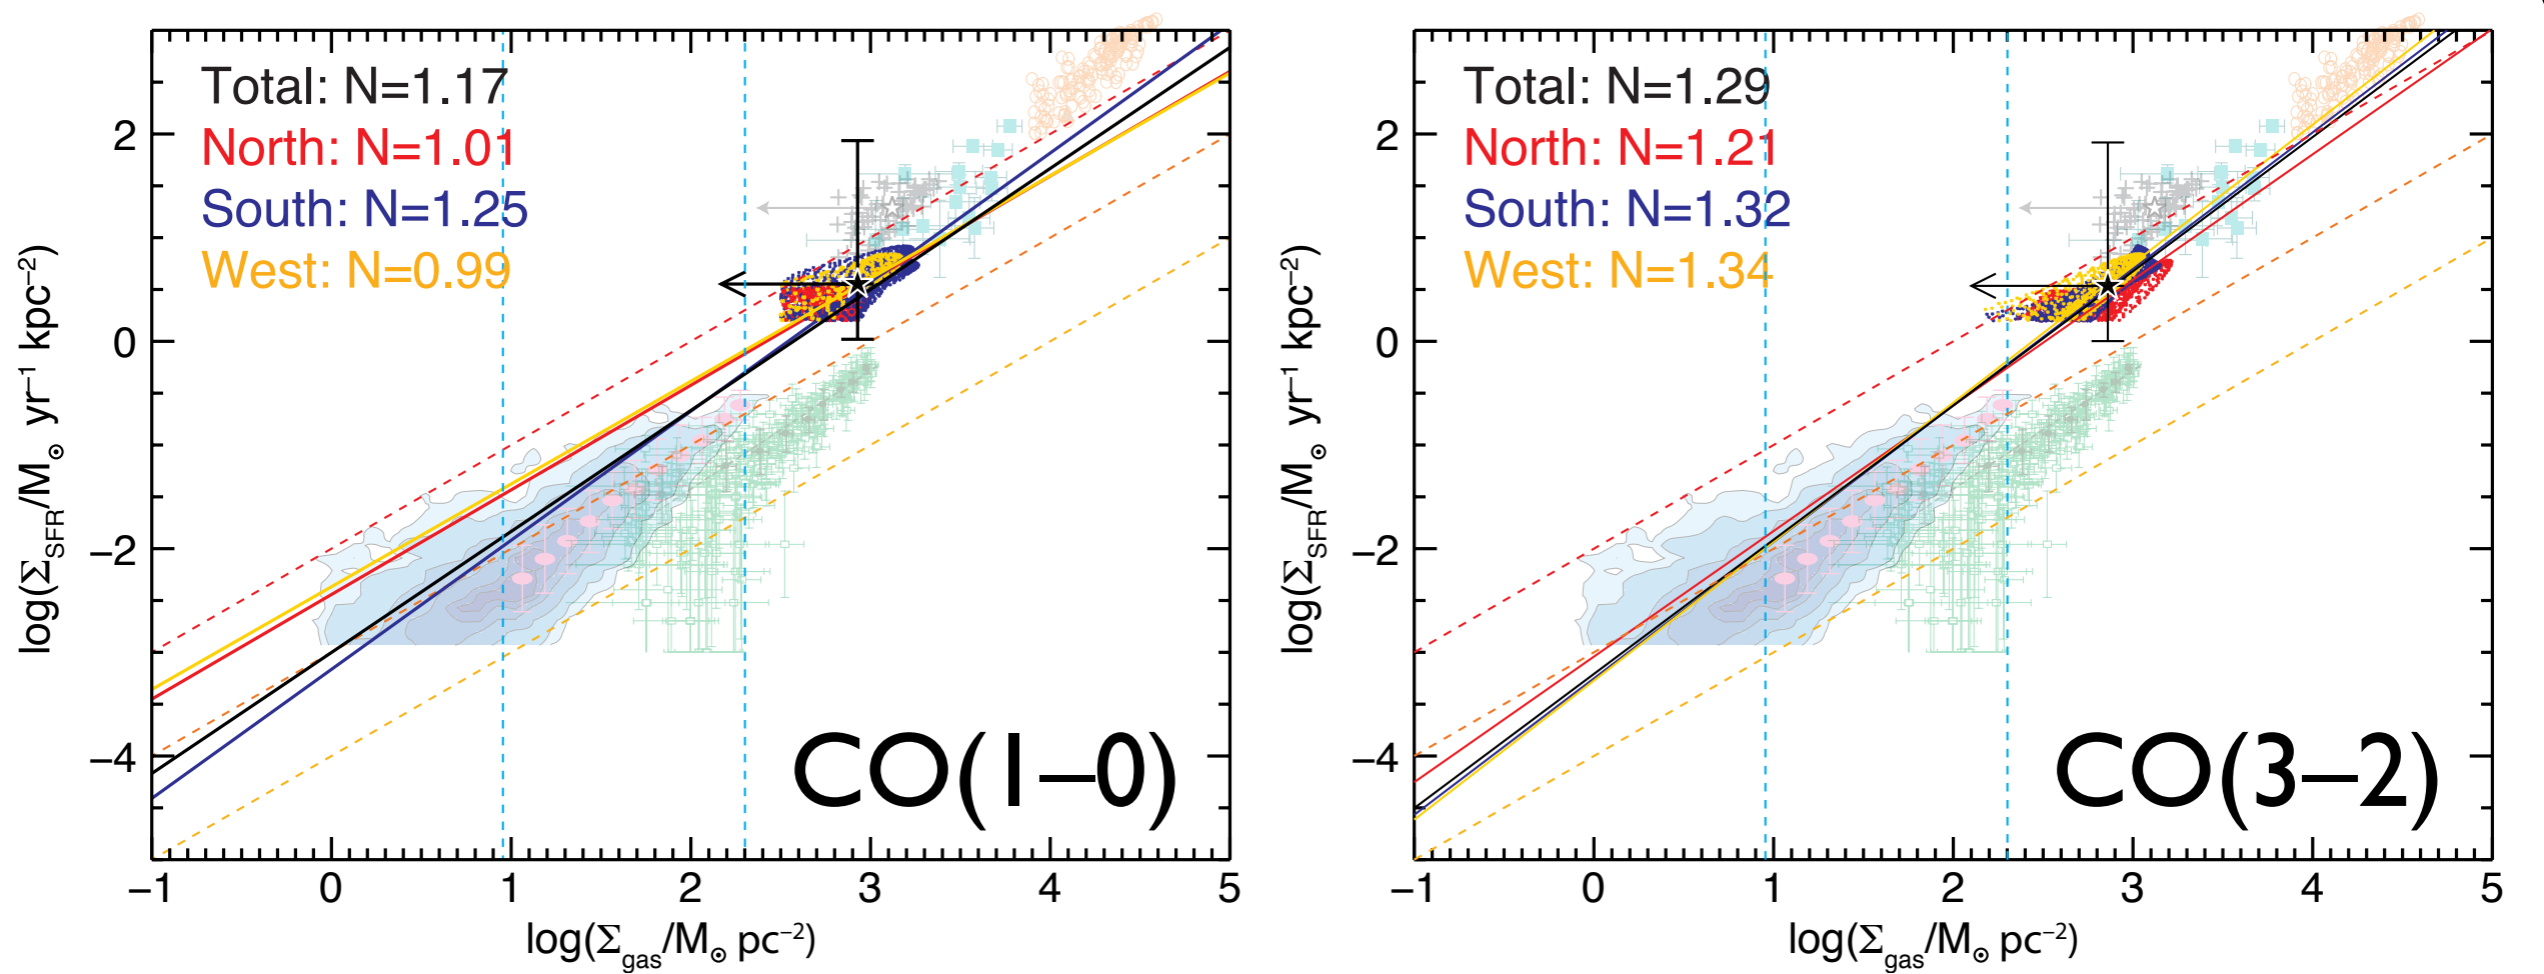 Total: N=1.17
North: N=1.01
South: N=1.25
West: N=0.99
CO(1–0)
2
0
−2
−4
−1 0 1 2 3 4 5
log(Σgas/M⊙ pc⁻²)
log(ΣSFR/M⊙ yr⁻¹ kpc⁻²)
Total: N=1.29
North: N=1.21
South: N=1.32
West: N=1.34
CO(3–2)
2
0
−2
−4
−1 0 1 2 3 4 5
log(Σgas/M⊙ pc⁻²)
log(ΣSFR/M⊙ yr⁻¹ kpc⁻²)